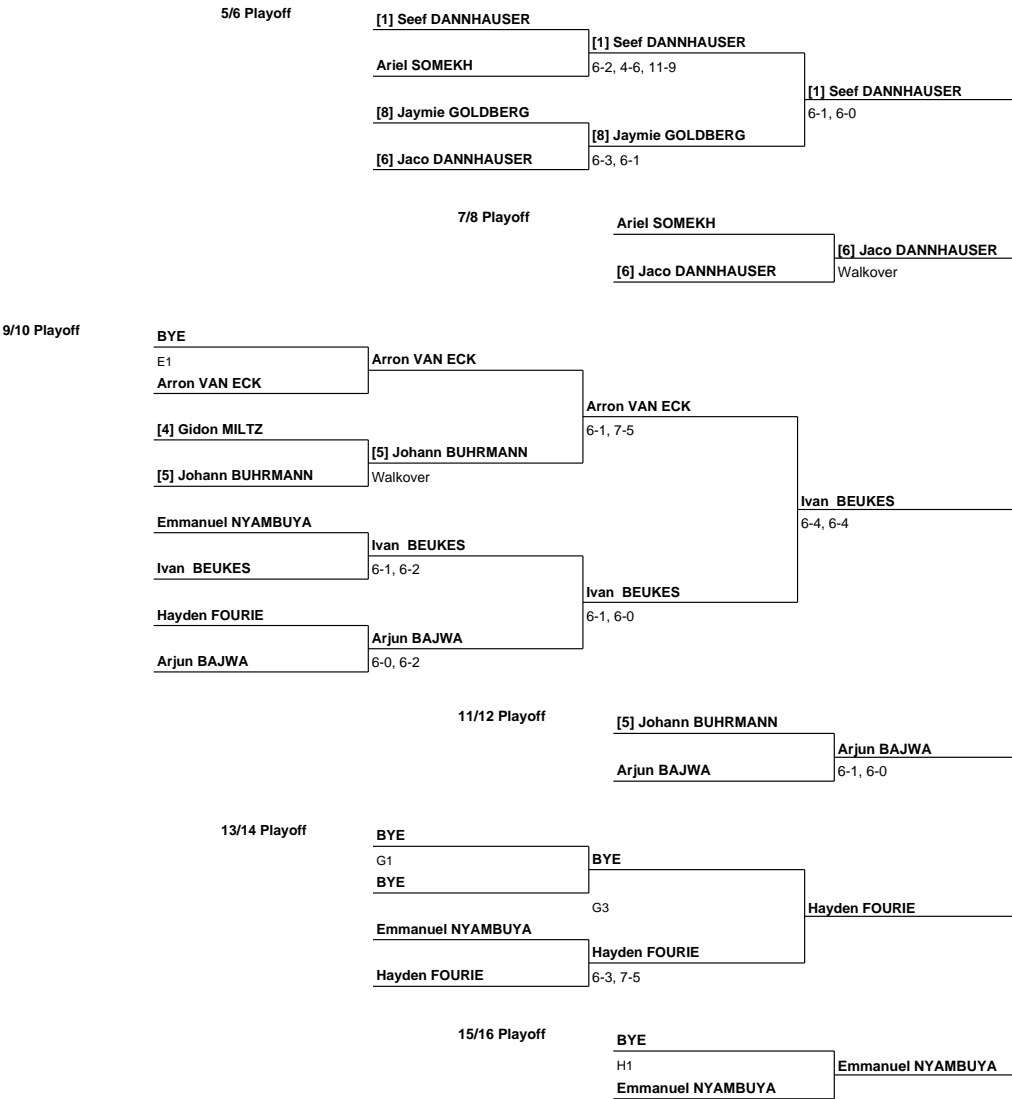 5/6 Playoff
[1] Seef DANNHAUSER
[1] Seef DANNHAUSER
Ariel SOMEKH
6-2, 4-6, 11-9
[1] Seef DANNHAUSER
[8] Jaymie GOLDBERG
6-1, 6-0
[8] Jaymie GOLDBERG
[6] Jaco DANNHAUSER
6-3, 6-1
7/8 Playoff
Ariel SOMEKH
[6] Jaco DANNHAUSER
[6] Jaco DANNHAUSER
Walkover
9/10 Playoff
BYE
E1
Arron VAN ECK
Arron VAN ECK
Arron VAN ECK
[4] Gidon MILTZ
6-1, 7-5
[5] Johann BUHRMANN
[5] Johann BUHRMANN
Walkover
Ivan  BEUKES
Emmanuel NYAMBUYA
6-4, 6-4
Ivan  BEUKES
Ivan  BEUKES
6-1, 6-2
Ivan  BEUKES
Hayden FOURIE
6-1, 6-0
Arjun BAJWA
Arjun BAJWA
6-0, 6-2
11/12 Playoff
[5] Johann BUHRMANN
Arjun BAJWA
Arjun BAJWA
6-1, 6-0
13/14 Playoff
BYE
G1
BYE
BYE
G3
Hayden FOURIE
Emmanuel NYAMBUYA
Hayden FOURIE
Hayden FOURIE
6-3, 7-5
15/16 Playoff
BYE
H1
Emmanuel NYAMBUYA
Emmanuel NYAMBUYA